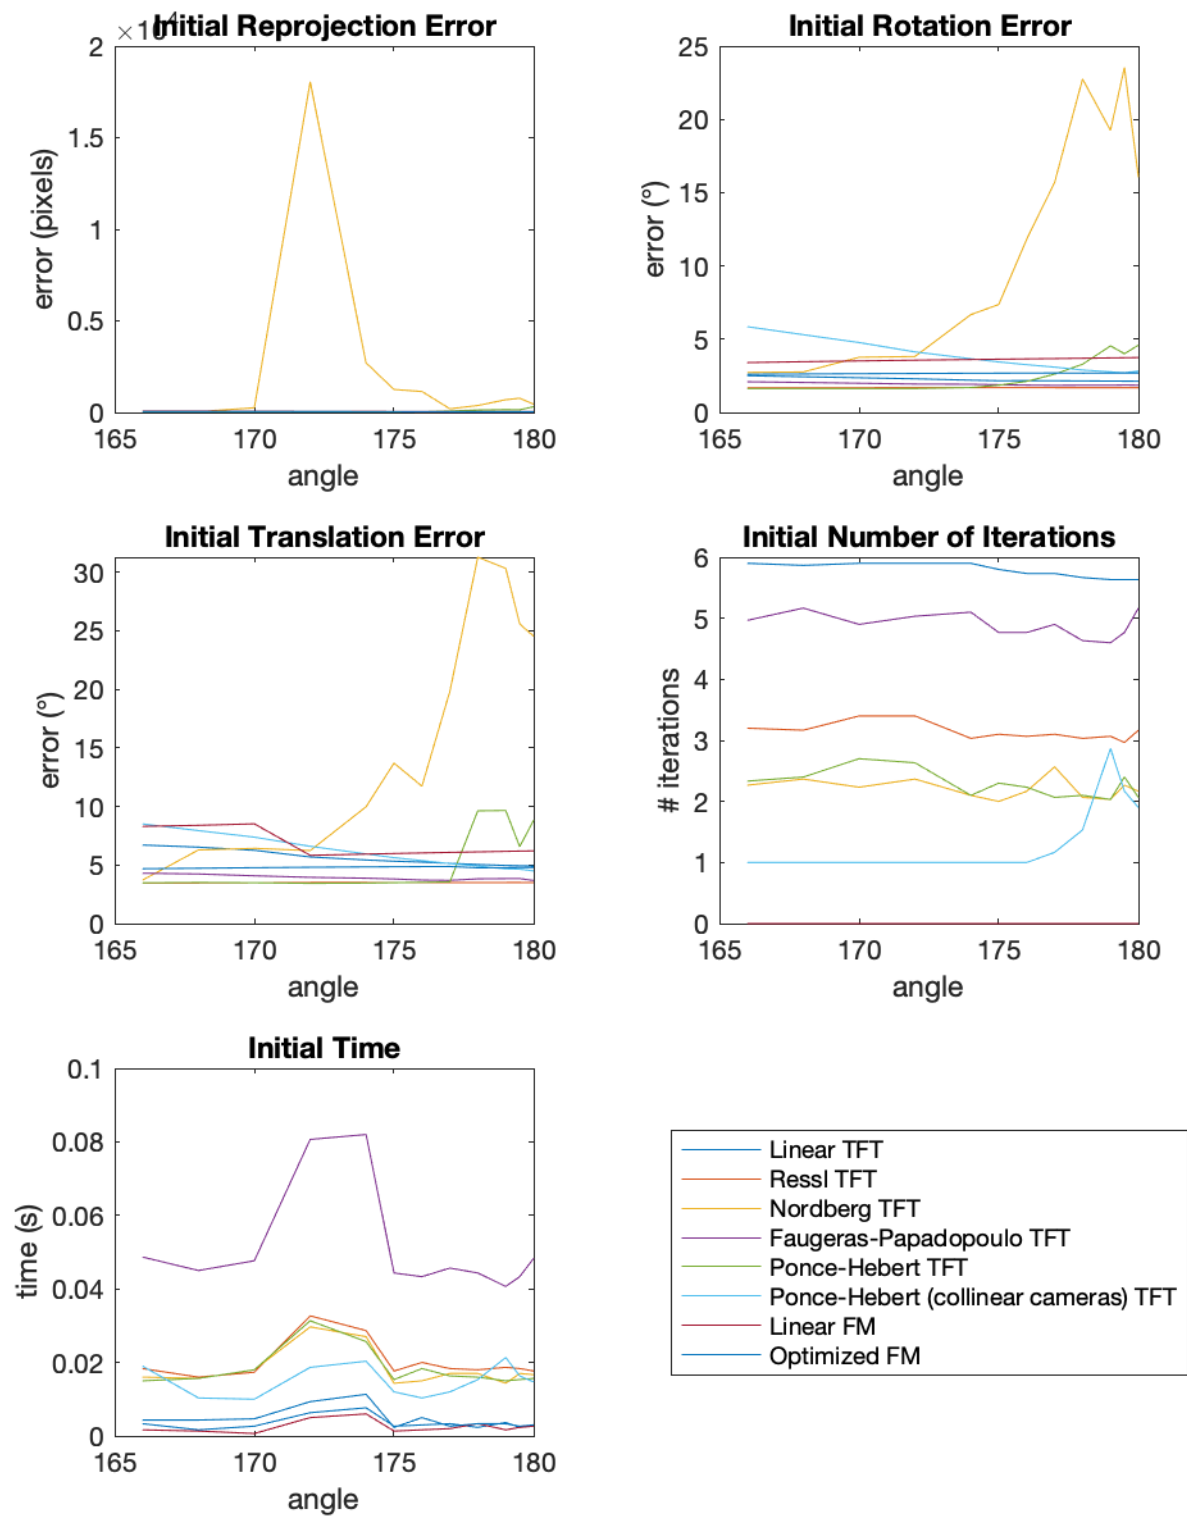 Initial Reprojection Error
×10⁴
2
1.5
1
0.5
0
165 170 175 180
error (pixels)
angle
Initial Rotation Error
25
20
15
10
5
0
165 170 175 180
error (°)
angle
Initial Translation Error
30
25
20
15
10
5
0
165 170 175 180
error (°)
angle
Initial Number of Iterations
6
5
4
3
2
1
0
165 170 175 180
# iterations
angle
Initial Time
0.1
0.08
0.06
0.04
0.02
0
165 170 175 180
time (s)
angle
Linear TFT
Ressl TFT
Nordberg TFT
Faugeras-Papadopoulo TFT
Ponce-Hebert TFT
Ponce-Hebert (collinear cameras) TFT
Linear FM
Optimized FM